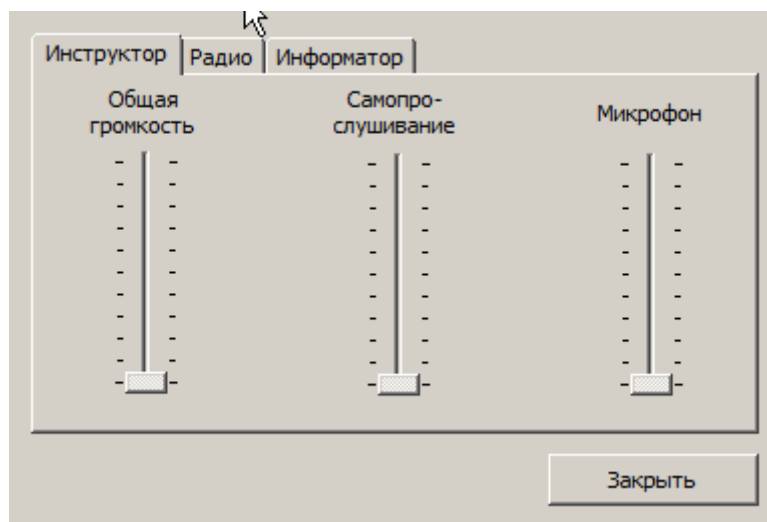 Инструктор Радио Информатор
Общая громкость
Самопро-
слушивание
Микрофон
Закрыть